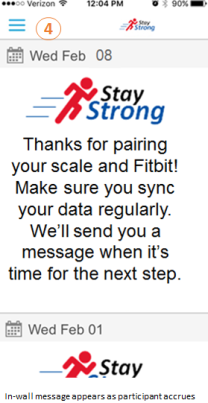 Verizon 12:04 PM 90%
4 Stay Strong
Wed Feb 08
Stay
Strong
Thanks for pairing
your scale and Fitbit!
Make sure you sync
your data regularly.
We'll send you a
message when it's
time for the next step.
Wed Feb 01
Stay
In-wall message appears as participant accrues